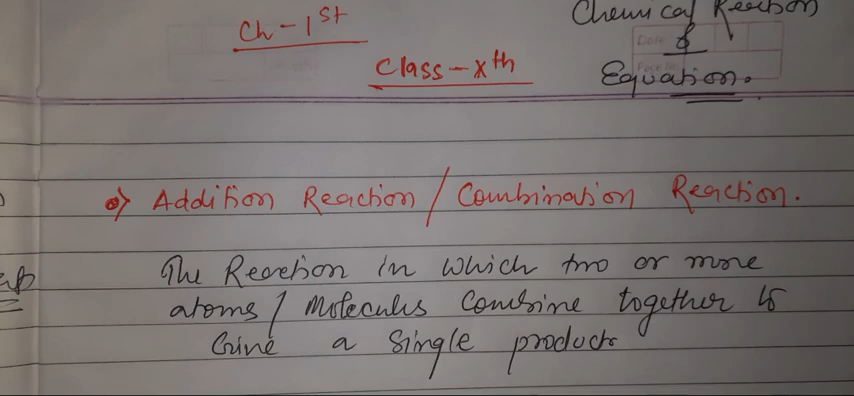 Ch-1st
Chemical Reaction
&
Class-Xth
Equation.
Addition Reaction / Combination Reaction.
The Reaction in which two or more
atoms / Molecules Combine together to
Give a single product